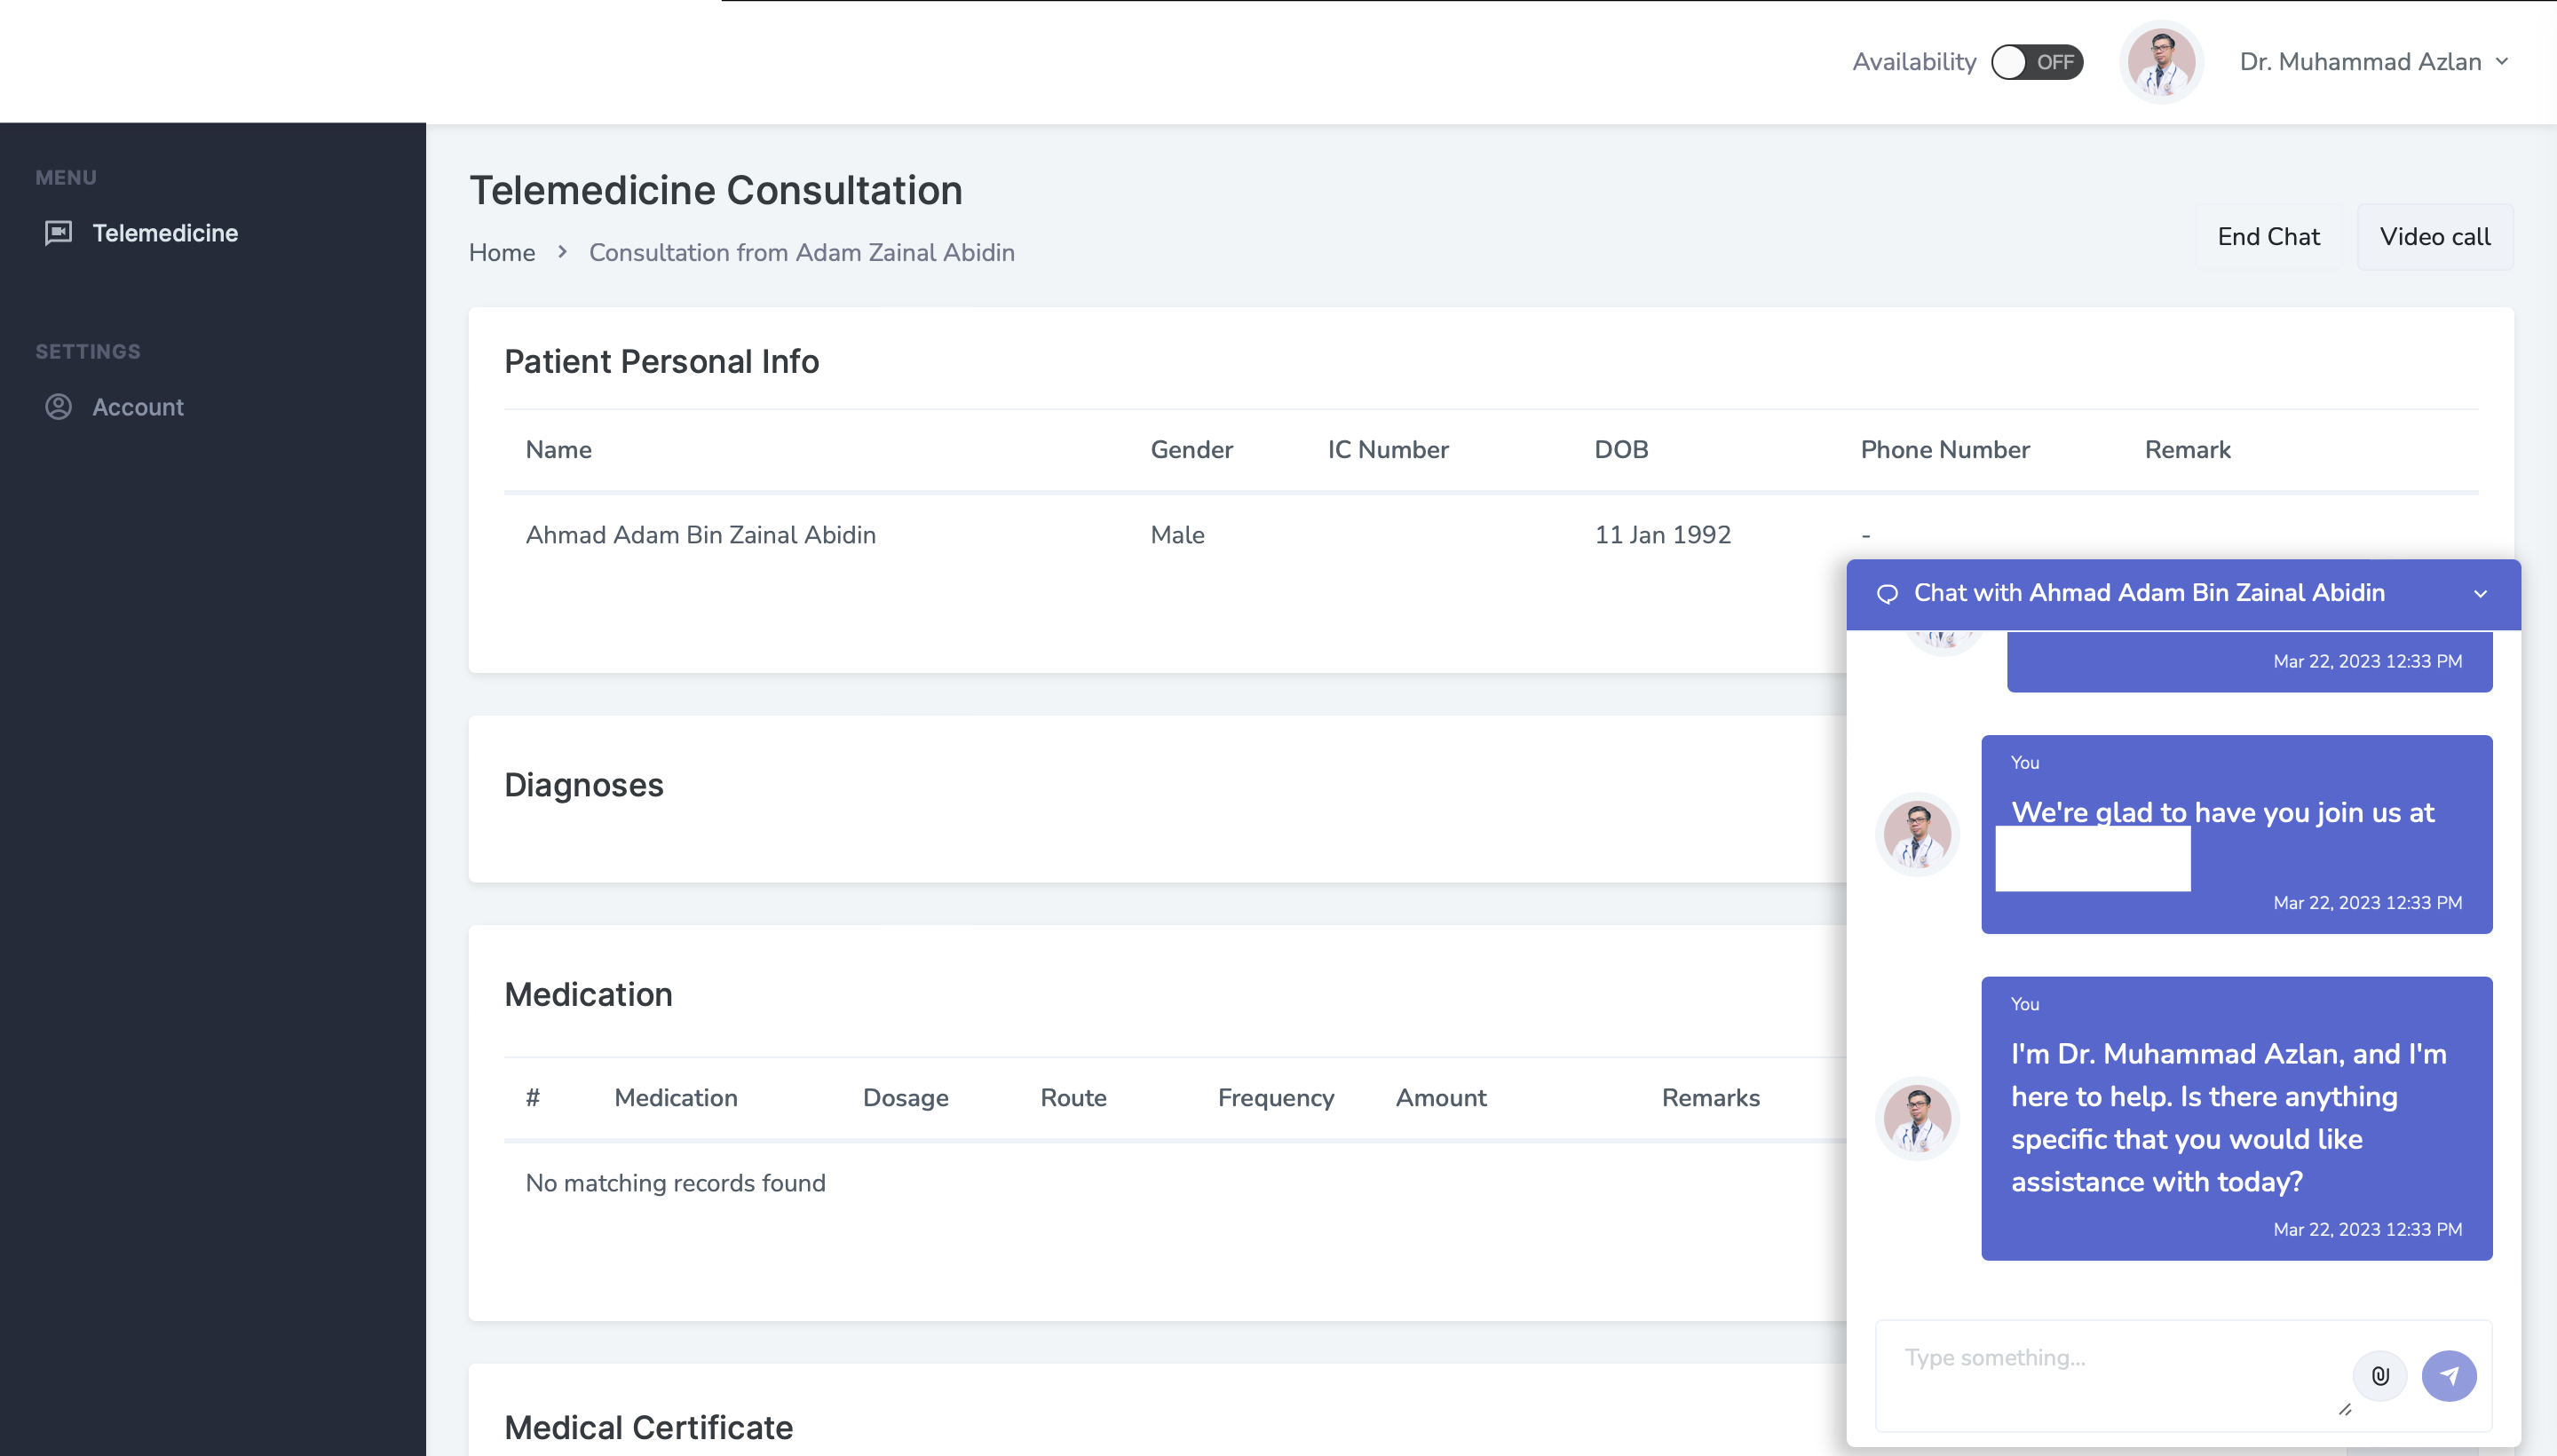 Availability OFF Dr. Muhammad Azlan
MENU
Telemedicine
SETTINGS
Account
Telemedicine Consultation
Home > Consultation from Adam Zainal Abidin
End Chat Video call
Patient Personal Info
Name Gender IC Number DOB Phone Number Remark
Ahmad Adam Bin Zainal Abidin Male 11 Jan 1992 -
Diagnoses
Medication
# Medication Dosage Route Frequency Amount Remarks
No matching records found
Medical Certificate
Chat with Ahmad Adam Bin Zainal Abidin
Mar 22, 2023 12:33 PM
You
We're glad to have you join us at
Mar 22, 2023 12:33 PM
You
I'm Dr. Muhammad Azlan, and I'm
here to help. Is there anything
specific that you would like
assistance with today?
Mar 22, 2023 12:33 PM
Type something...